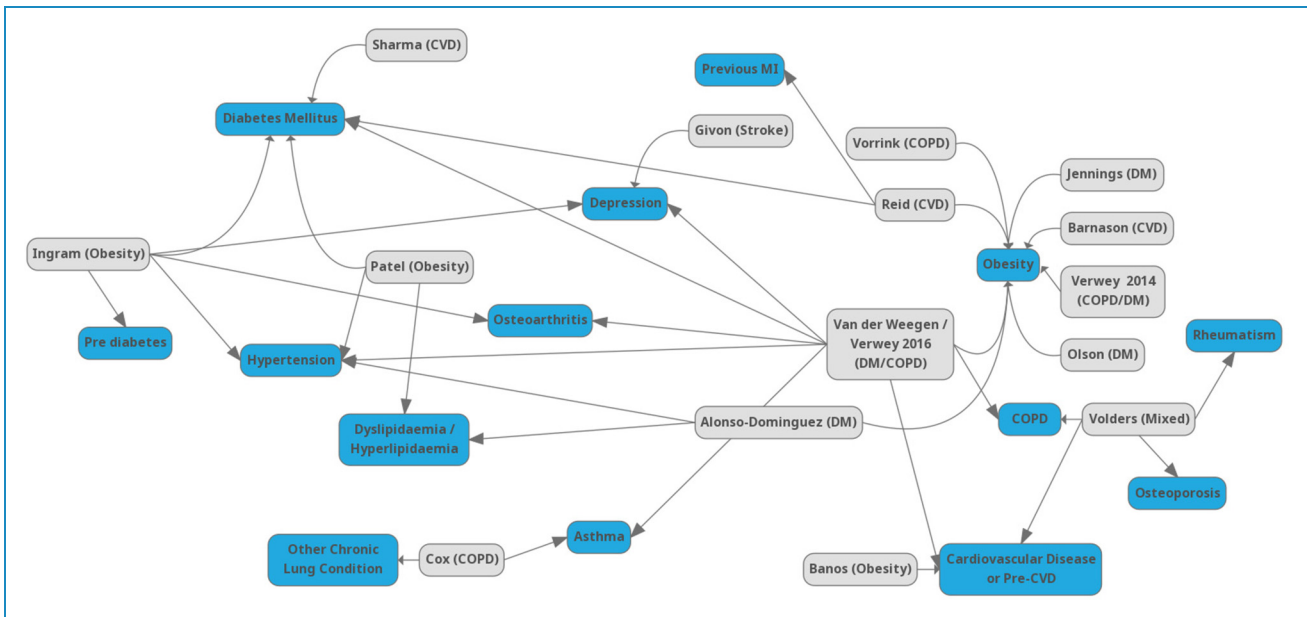 Sharma (CVD)
Previous MI
Diabetes Mellitus
Givon (Stroke)
Vorrink (COPD)
Jennings (DM)
Depression
Reid (CVD)
Barnason (CVD)
Ingram (Obesity)
Patel (Obesity)
Obesity
Verwey 2014
(COPD/DM)
Osteoarthritis
Van der Weegen /
Verwey 2016
(DM/COPD)
Rheumatism
Pre diabetes
Hypertension
Olson (DM)
Dyslipidaemia /
Hyperlipidaemia
Alonso-Dominguez (DM)
COPD
Volders (Mixed)
Osteoporosis
Other Chronic
Lung Condition
Cox (COPD)
Asthma
Banos (Obesity)
Cardiovascular Disease
or Pre-CVD